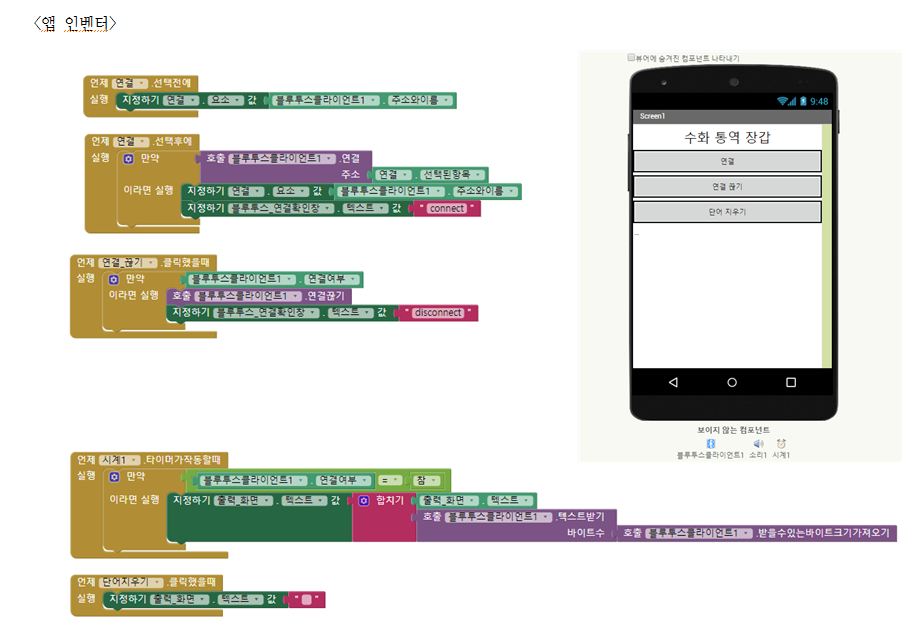 <앱 인벤터>
언제 연결 .선택전에
실행 지정하기 연결 . 요소 값 블루투스클라이언트1 . 주소와이름
언제 연결 .선택후에
실행 만약 호출 블루투스클라이언트1 .연결
주소 연결 . 선택된항목
이라면 실행 지정하기 연결 . 요소 값 블루투스클라이언트1 . 주소와이름
지정하기 블루투스_연결확인창 . 텍스트 값 " connect "
언제 연결_끊기 .클릭했을때
실행 만약 블루투스클라이언트1 . 연결여부
이라면 실행 호출 블루투스클라이언트1 .연결끊기
지정하기 블루투스_연결확인창 . 텍스트 값 " disconnect "
언제 시계1 .타이머가작동할때
실행 만약 블루투스클라이언트1 . 연결여부 = 참
이라면 실행 지정하기 출력_화면 . 텍스트 값 합치기 출력_화면 . 텍스트
호출 블루투스클라이언트1 .텍스트받기
바이트수 호출 블루투스클라이언트1 .받을수있는바이트크기가져오기
언제 단어지우기 .클릭했을때
실행 지정하기 출력_화면 . 텍스트 값 " "
뷰어에 숨겨진 컴포넌트 나타내기
9:48
Screen1
수화 통역 장갑
연결
연결 끊기
단어 지우기
...
보이지 않는 컴포넌트
블루투스클라이언트1 소리1 시계1